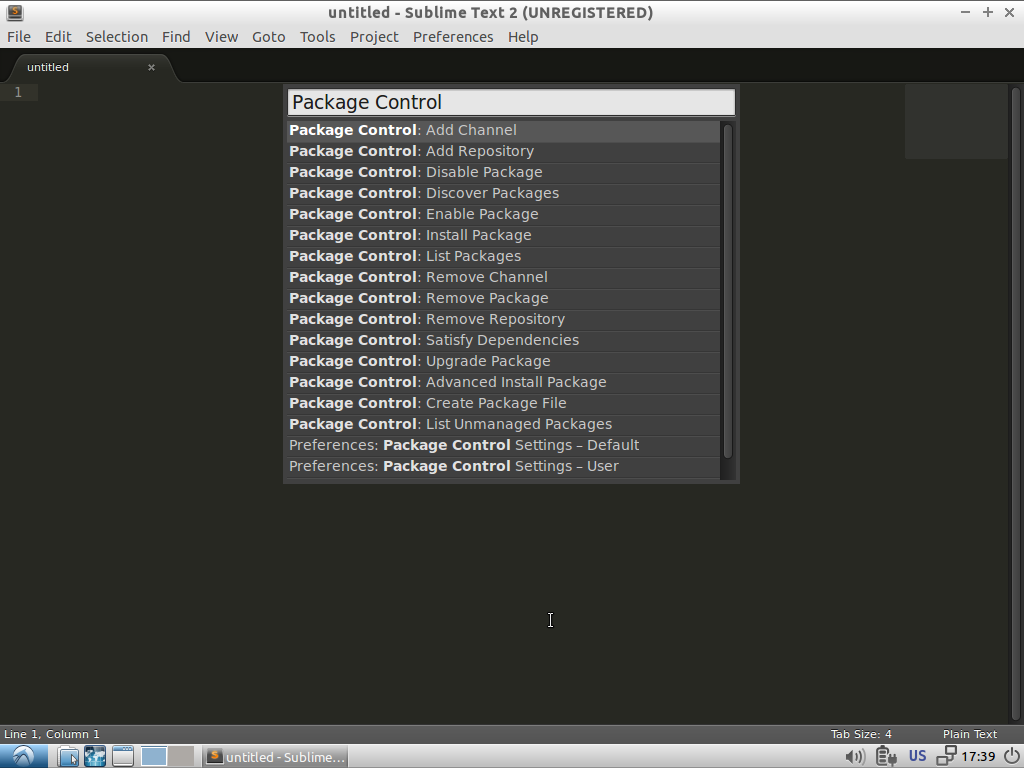 untitled - Sublime Text 2 (UNREGISTERED)
File Edit Selection Find View Goto Tools Project Preferences Help
untitled
1
Package Control
Package Control: Add Channel
Package Control: Add Repository
Package Control: Disable Package
Package Control: Discover Packages
Package Control: Enable Package
Package Control: Install Package
Package Control: List Packages
Package Control: Remove Channel
Package Control: Remove Package
Package Control: Remove Repository
Package Control: Satisfy Dependencies
Package Control: Upgrade Package
Package Control: Advanced Install Package
Package Control: Create Package File
Package Control: List Unmanaged Packages
Preferences: Package Control Settings – Default
Preferences: Package Control Settings – User
Line 1, Column 1 Tab Size: 4 Plain Text
untitled - Sublime... US 17:39